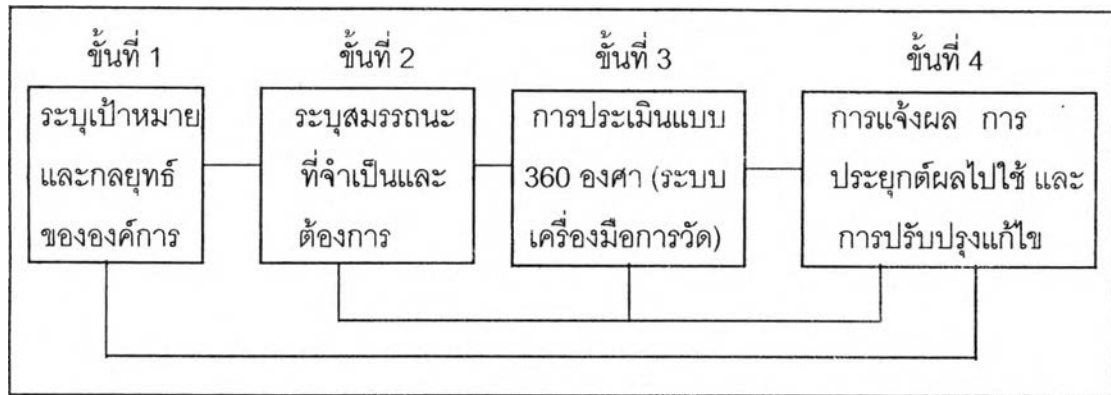 ขั้นที่ 1
ระบุเป้าหมาย
และกลยุทธ์
ขององค์การ
ขั้นที่ 2
ระบุสมรรถนะ
ที่จำเป็นและ
ต้องการ
ขั้นที่ 3
การประเมินแบบ
360 องศา (ระบบ
เครื่องมือการวัด)
ขั้นที่ 4
การแจ้งผล การ
ประยุกต์ผลไปใช้ และ
การปรับปรุงแก้ไข